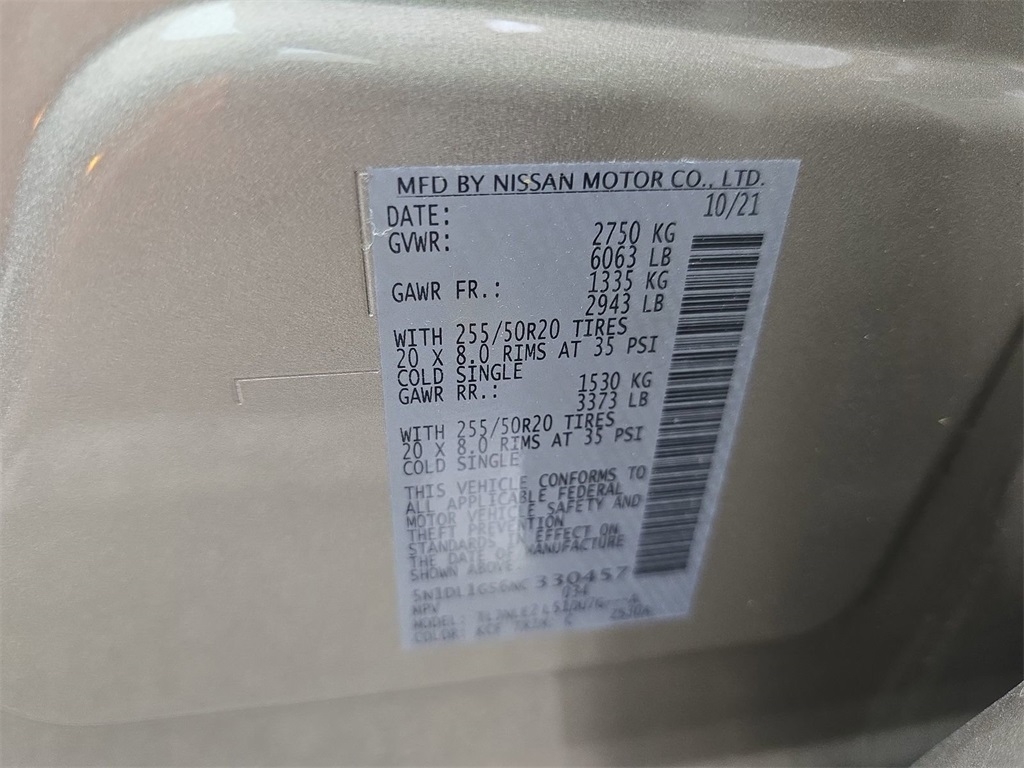 MFD BY NISSAN MOTOR CO., LTD.
DATE: 10/21
GVWR: 2750 KG
6063 LB
GAWR FR.: 1335 KG
2943 LB
WITH 255/50R20 TIRES
20 X 8.0 RIMS AT 35 PSI
COLD SINGLE
GAWR RR.: 1530 KG
3373 LB
WITH 255/50R20 TIRES
20 X 8.0 RIMS AT 35 PSI
COLD SINGLE
THIS VEHICLE CONFORMS TO
ALL APPLICABLE FEDERAL
MOTOR VEHICLE SAFETY AND
THEFT PREVENTION
STANDARDS IN EFFECT ON
THE DATE OF MANUFACTURE
SHOWN ABOVE.
330457
MPV
MODEL:
COLOR: